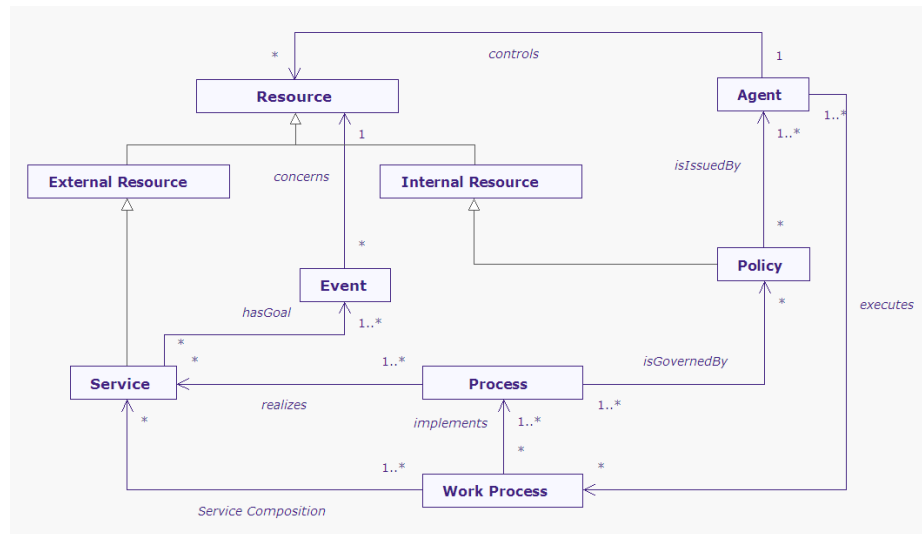 controls
*
1
Resource
Agent
1
1..*
1..*
External Resource
concerns
Internal Resource
isIssuedBy
*
*
Policy
Event
hasGoal
1..*
*
executes
*
*
1..*
isGovernedBy
Service
Process
realizes
1..*
*
implements
1..*
*
1..*
*
Work Process
Service Composition